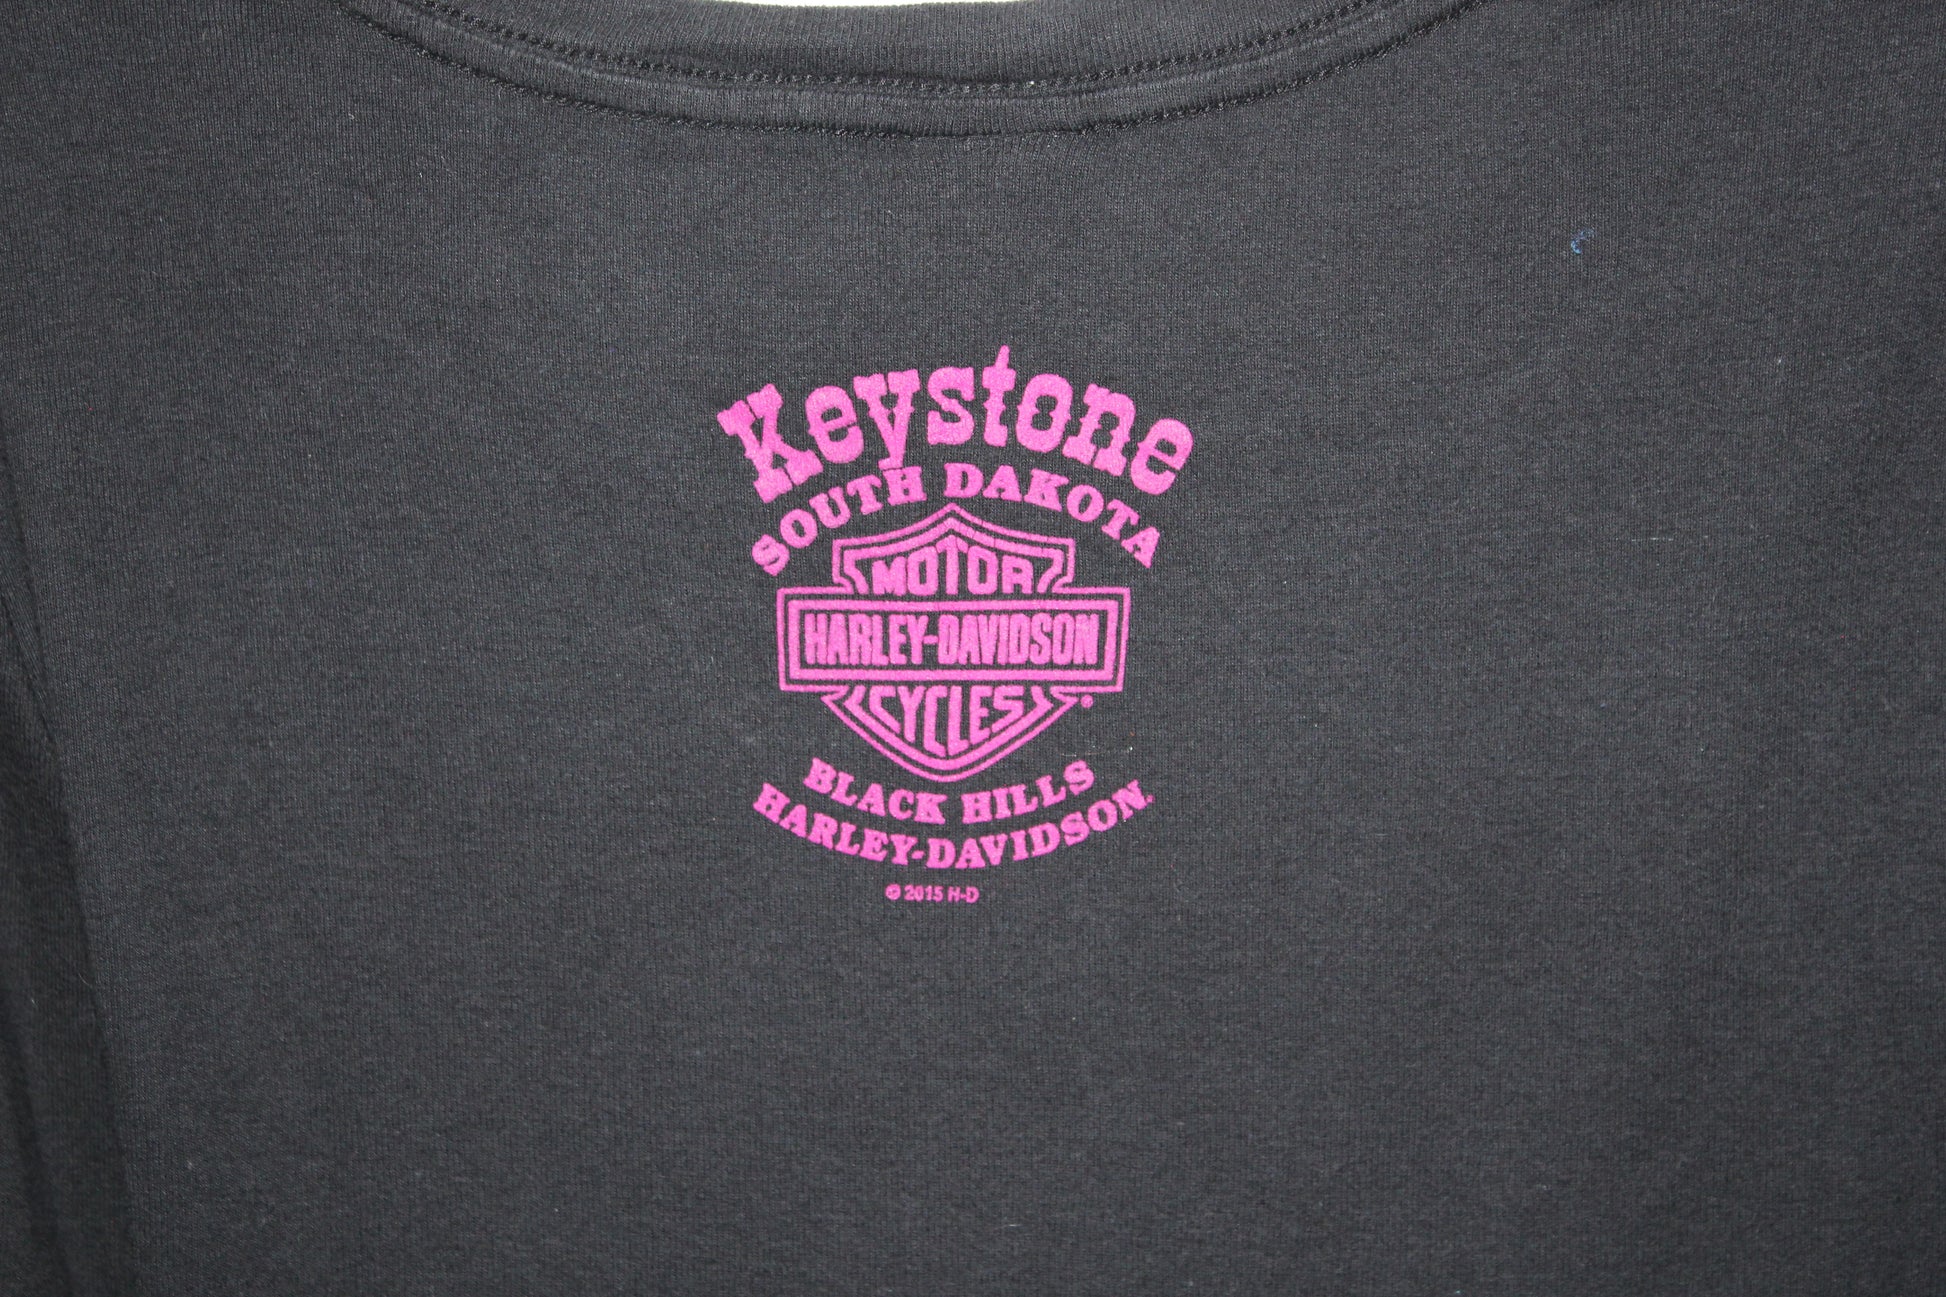 Keystone
SOUTH DAKOTA
MOTOR
HARLEY-DAVIDSON
CYCLES
®
BLACK HILLS
HARLEY-DAVIDSON.
© 2015 H-D